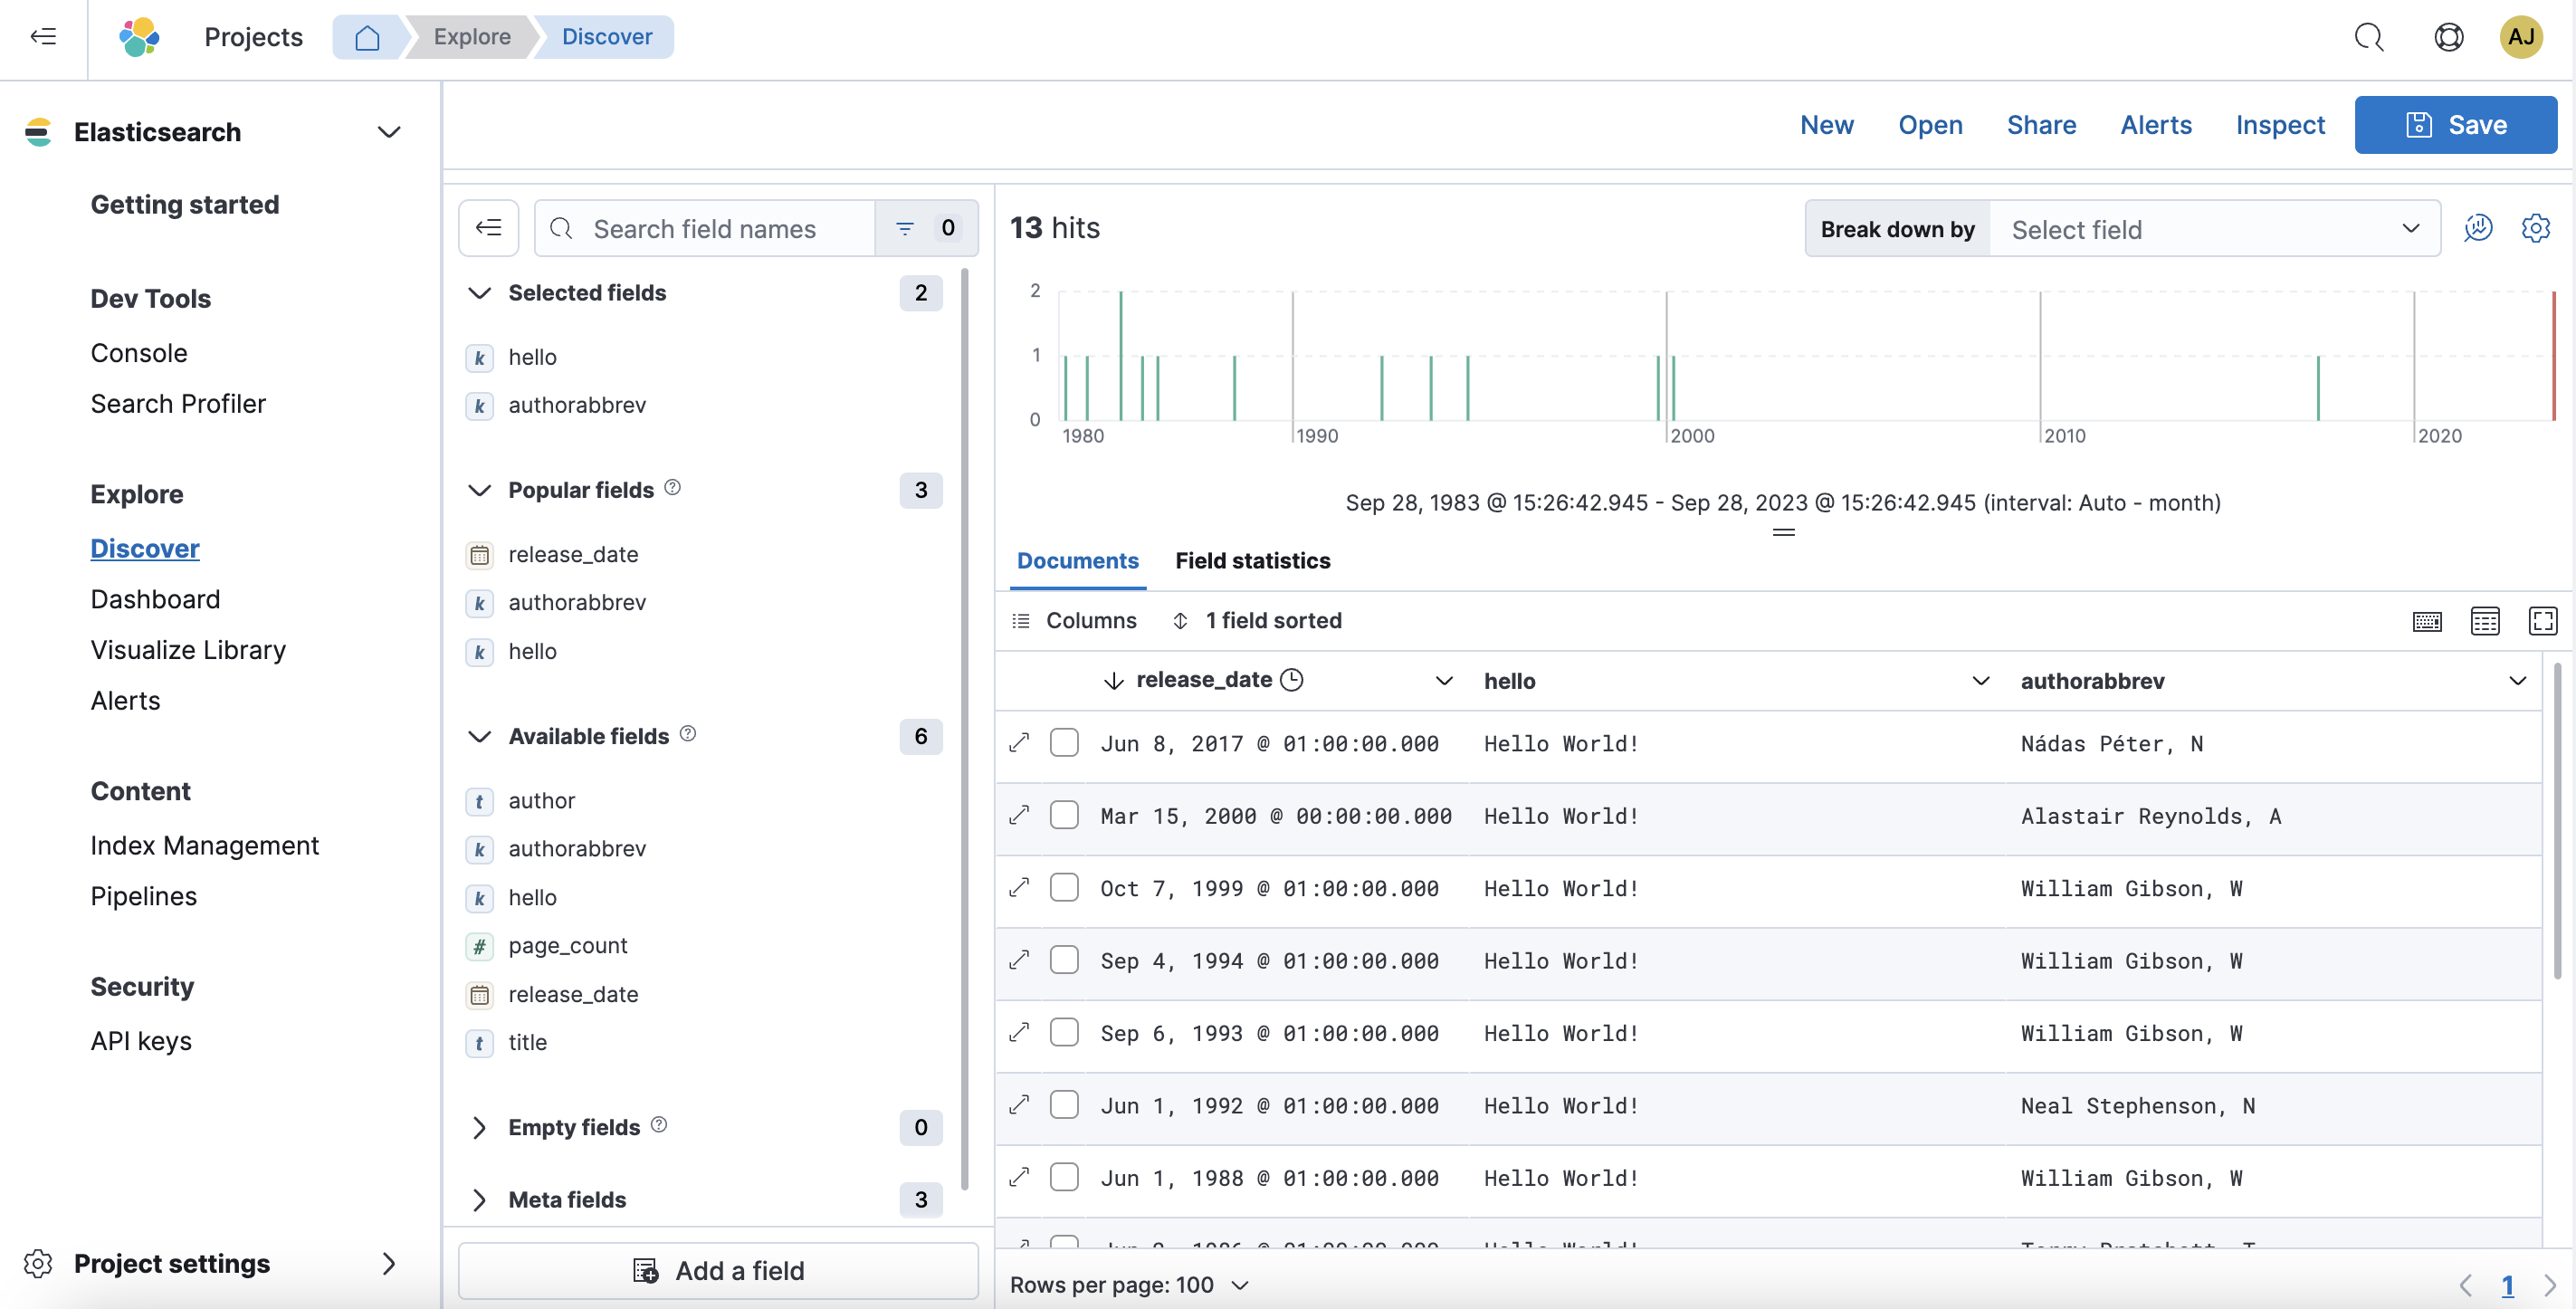 Projects
Explore
Discover
AJ
Elasticsearch
Getting started
Dev Tools
Console
Search Profiler
Explore
Discover
Dashboard
Visualize Library
Alerts
Content
Index Management
Pipelines
Security
API keys
Project settings
New
Open
Share
Alerts
Inspect
Save
Search field names
0
Selected fields
2
k hello
k authorabbrev
Popular fields
3
release_date
k authorabbrev
k hello
Available fields
6
t author
k authorabbrev
k hello
# page_count
release_date
t title
Empty fields
0
Meta fields
3
Add a field
13 hits
Break down by
Select field
2
1
0
1980
1990
2000
2010
2020
Sep 28, 1983 @ 15:26:42.945 - Sep 28, 2023 @ 15:26:42.945 (interval: Auto - month)
Documents
Field statistics
Columns
1 field sorted
release_date hello authorabbrev
Jun 8, 2017 @ 01:00:00.000 Hello World! Nádas Péter, N
Mar 15, 2000 @ 00:00:00.000 Hello World! Alastair Reynolds, A
Oct 7, 1999 @ 01:00:00.000 Hello World! William Gibson, W
Sep 4, 1994 @ 01:00:00.000 Hello World! William Gibson, W
Sep 6, 1993 @ 01:00:00.000 Hello World! William Gibson, W
Jun 1, 1992 @ 01:00:00.000 Hello World! Neal Stephenson, N
Jun 1, 1988 @ 01:00:00.000 Hello World! William Gibson, W
Rows per page: 100
1